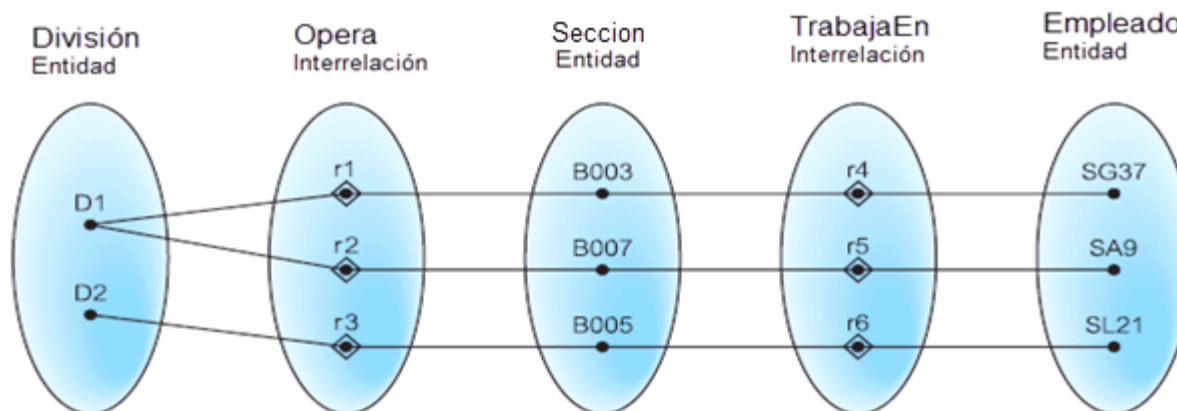 División
Entidad
Opera
Interrelación
Seccion
Entidad
TrabajaEn
Interrelación
Empleado
Entidad
D1
D2
r1
r2
r3
B003
B007
B005
r4
r5
r6
SG37
SA9
SL21